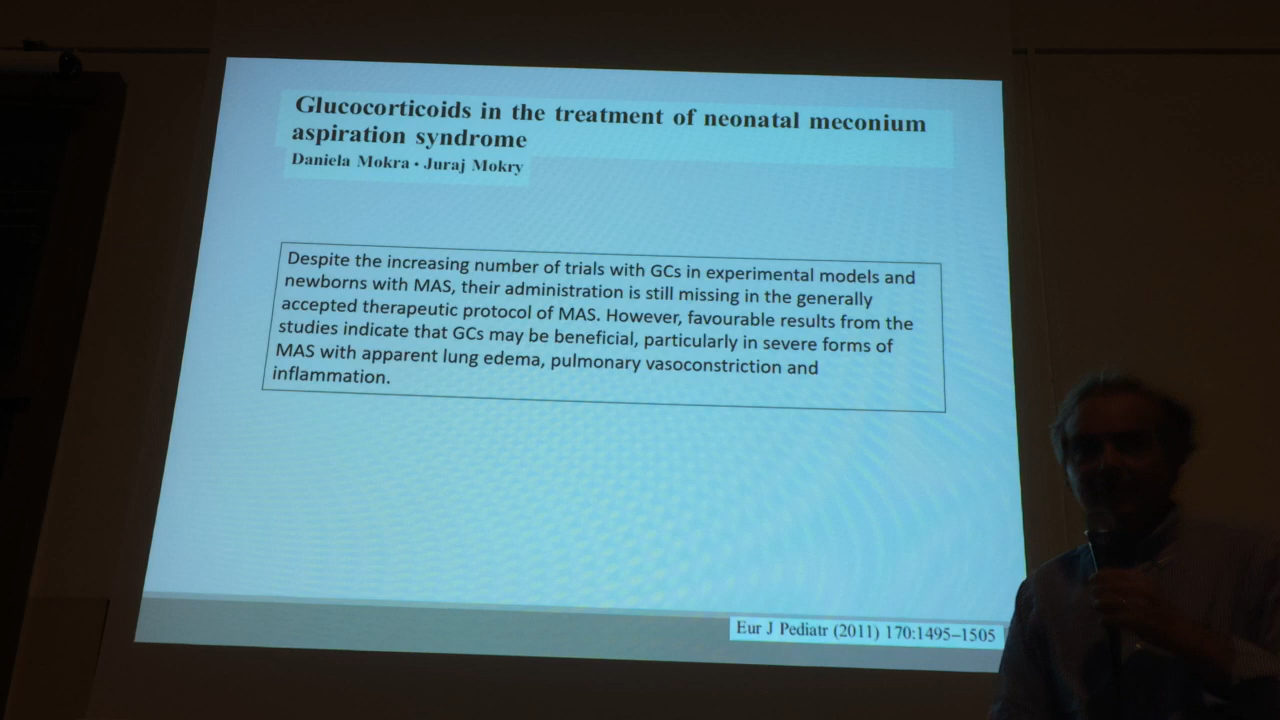 Glucocorticoids in the treatment of neonatal meconium
aspiration syndrome
Daniela Mokra • Juraj Mokry
Despite the increasing number of trials with GCs in experimental models and
newborns with MAS, their administration is still missing in the generally
accepted therapeutic protocol of MAS. However, favourable results from the
studies indicate that GCs may be beneficial, particularly in severe forms of
MAS with apparent lung edema, pulmonary vasoconstriction and
inflammation.
Eur J Pediatr (2011) 170:1495–1505